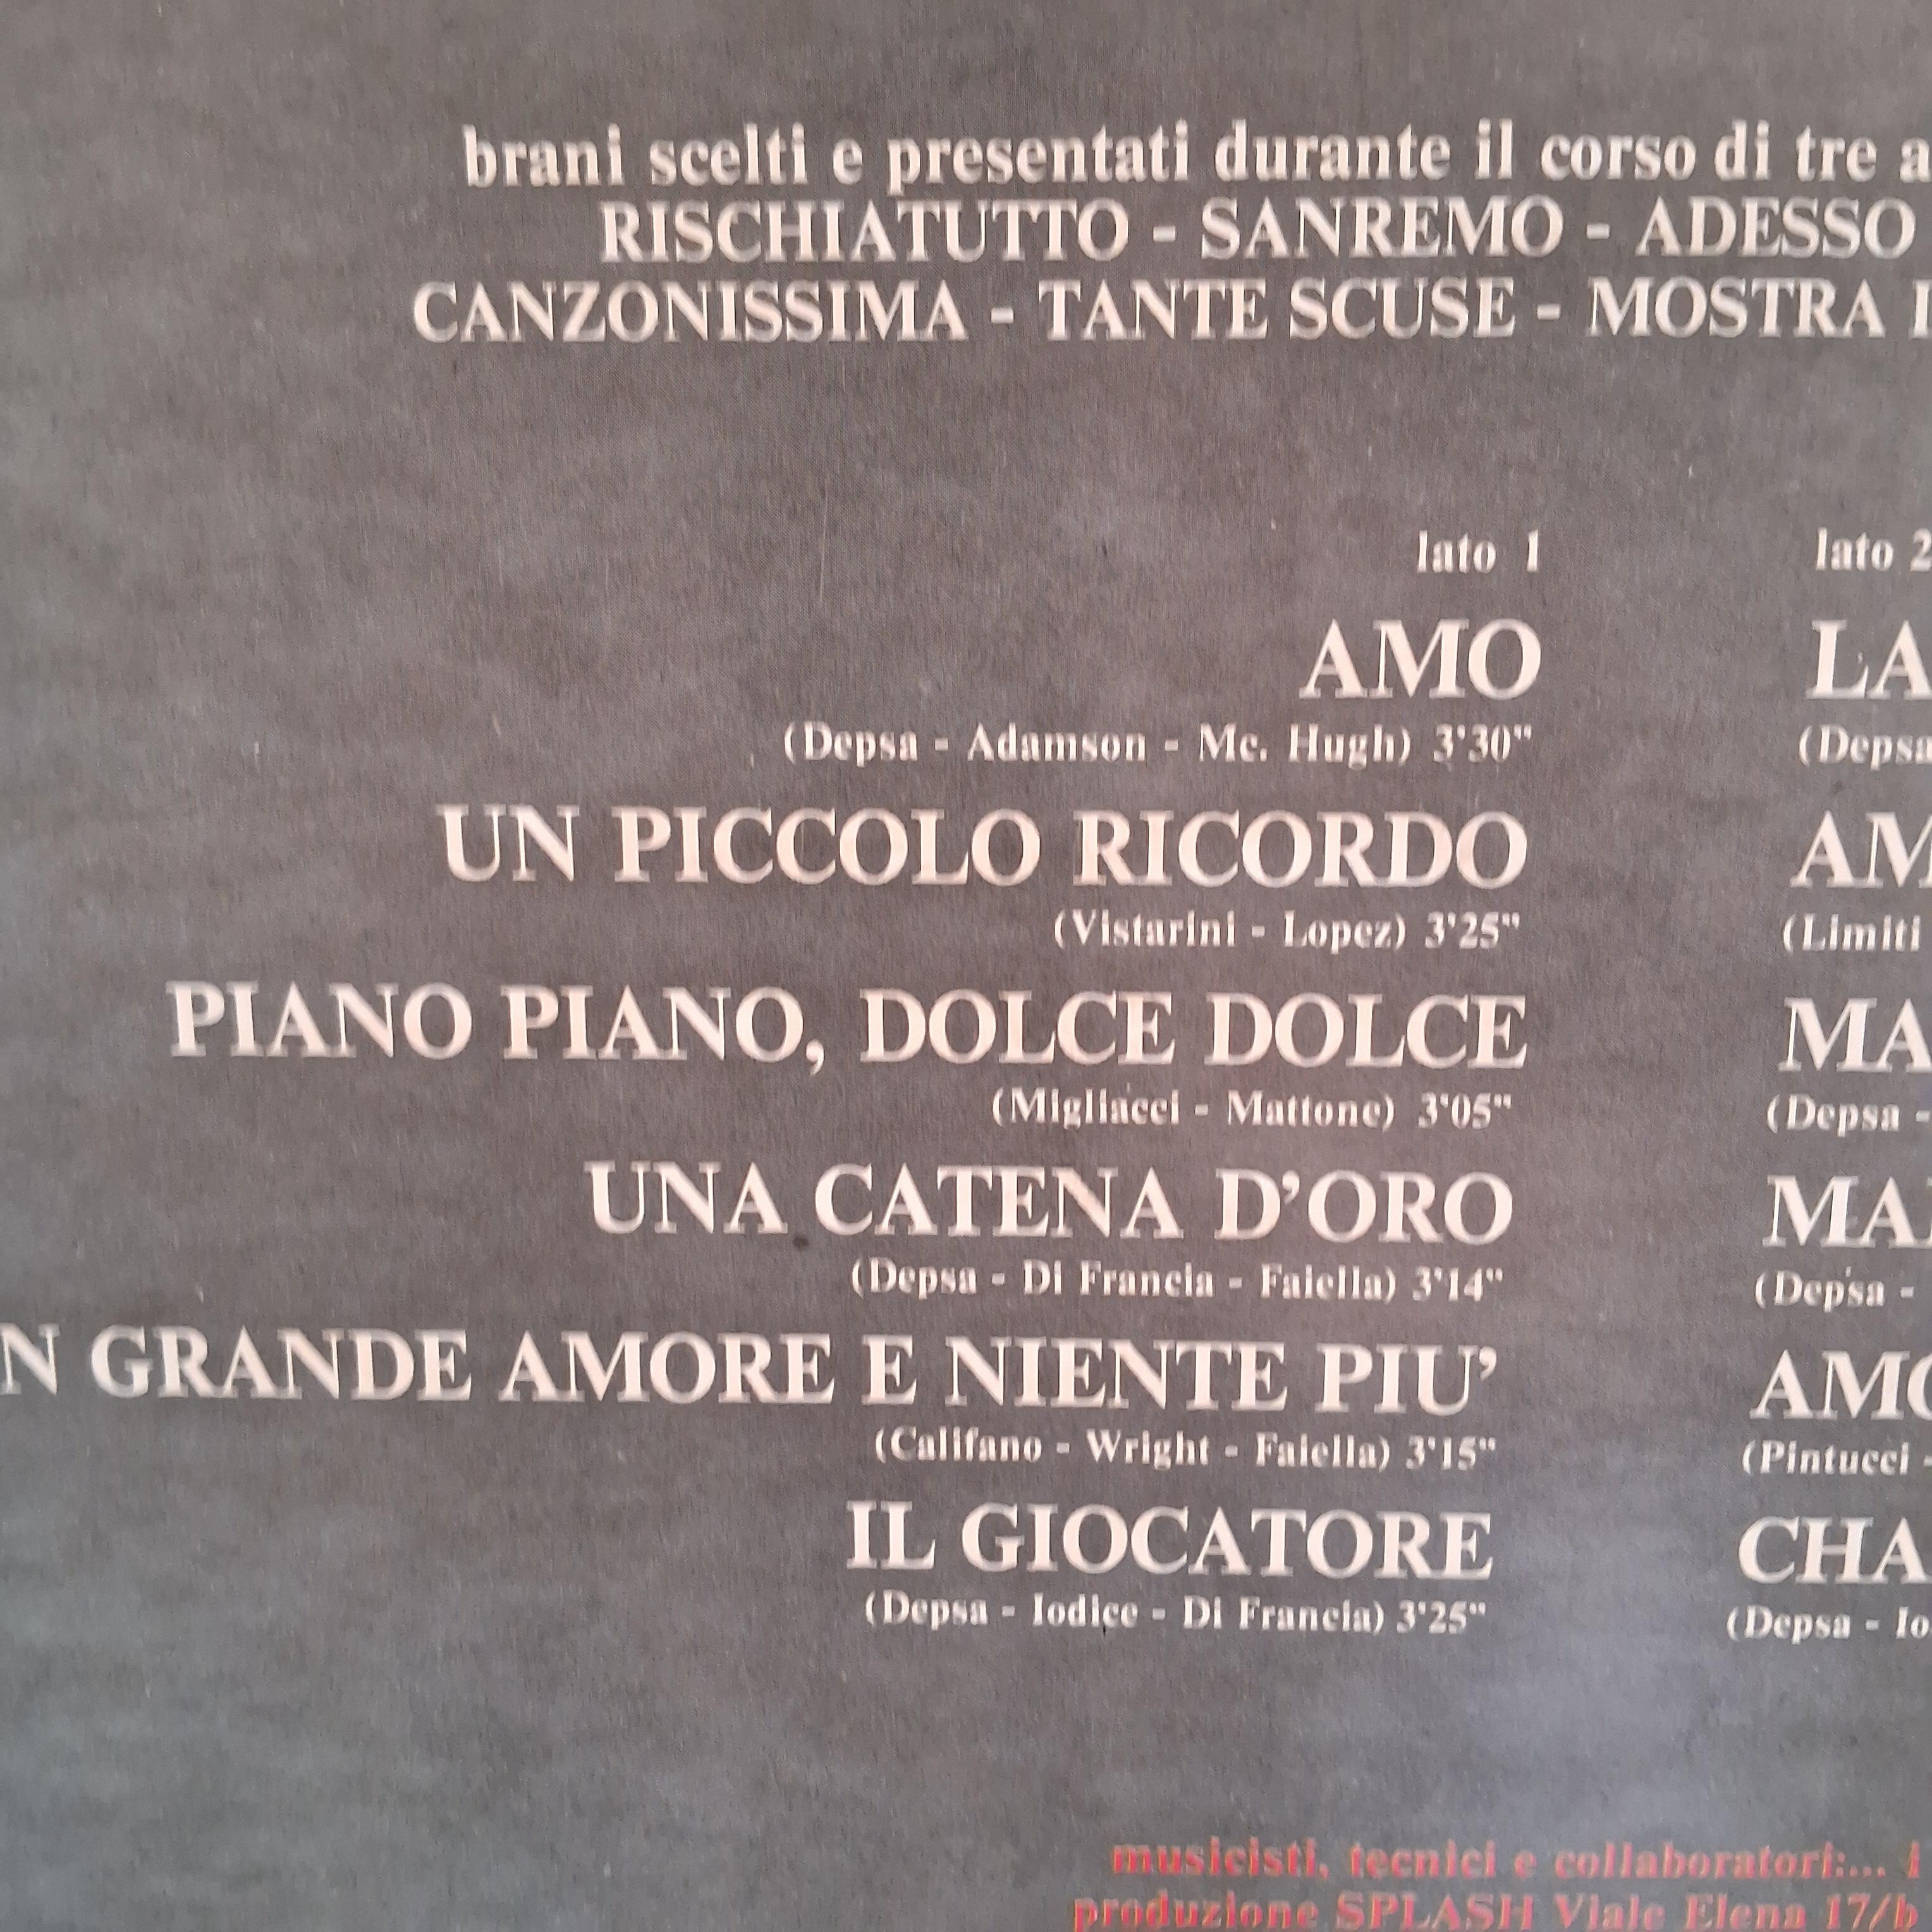 brani scelti e presentati durante il corso di tre a
RISCHIATUTTO - SANREMO - ADESSO
CANZONISSIMA - TANTE SCUSE - MOSTRA
lato 1
AMO
(Depsa - Adamson - Mc. Hugh) 3'30"
UN PICCOLO RICORDO
(Vistarini - Lopez) 3'25"
PIANO PIANO, DOLCE DOLCE
(Migliacci - Mattone) 3'05"
UNA CATENA D'ORO
(Depsa - Di Francia - Faiella) 3'14"
N GRANDE AMORE E NIENTE PIU'
(Califano - Wright - Faiella) 3'15"
IL GIOCATORE
(Depsa - Iodice - Di Francia) 3'25"
lato 2
LA
(Depsa
AM
(Limiti
MA
(Depsa -
MA
(Depsa -
AMO
(Pintucci -
CHA
(Depsa - Io
musicisti, tecnici e collaboratori:... i
produzione SPLASH Viale Elena 17/b